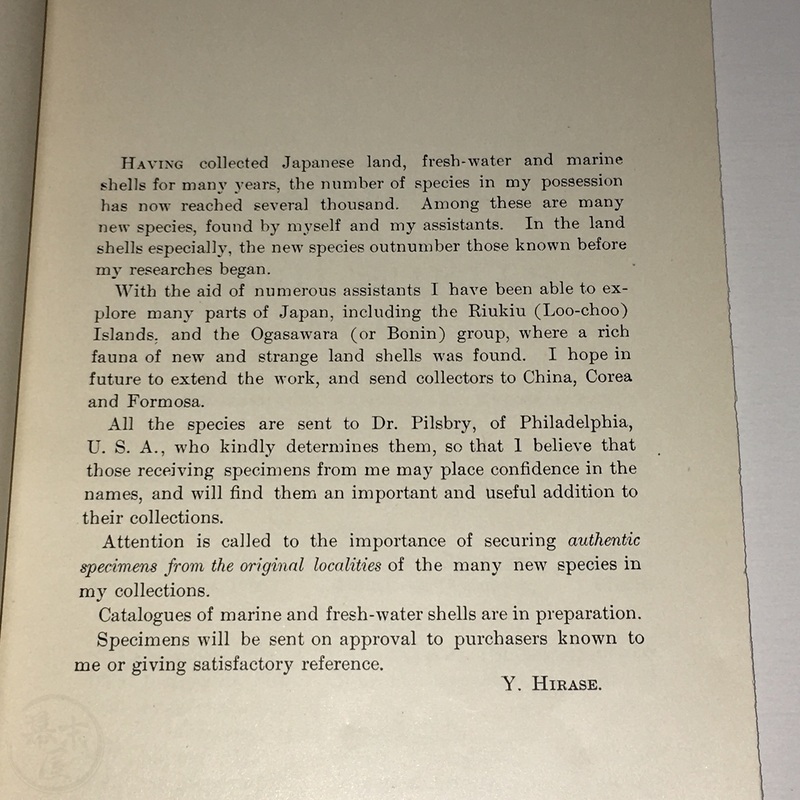 HAVING collected Japanese land, fresh-water and marine
shells for many years, the number of species in my possession
has now reached several thousand. Among these are many
new species, found by myself and my assistants. In the land
shells especially, the new species outnumber those known before
my researches began.
With the aid of numerous assistants I have been able to ex-
plore many parts of Japan, including the Riukiu (Loo-choo)
Islands, and the Ogasawara (or Bonin) group, where a rich
fauna of new and strange land shells was found. I hope in
future to extend the work, and send collectors to China, Corea
and Formosa.
All the species are sent to Dr. Pilsbry, of Philadelphia,
U. S. A., who kindly determines them, so that I believe that
those receiving specimens from me may place confidence in the
names, and will find them an important and useful addition to
their collections.
Attention is called to the importance of securing authentic
specimens from the original localities of the many new species in
my collections.
Catalogues of marine and fresh-water shells are in preparation.
Specimens will be sent on approval to purchasers known to
me or giving satisfactory reference.
Y. HIRASE.